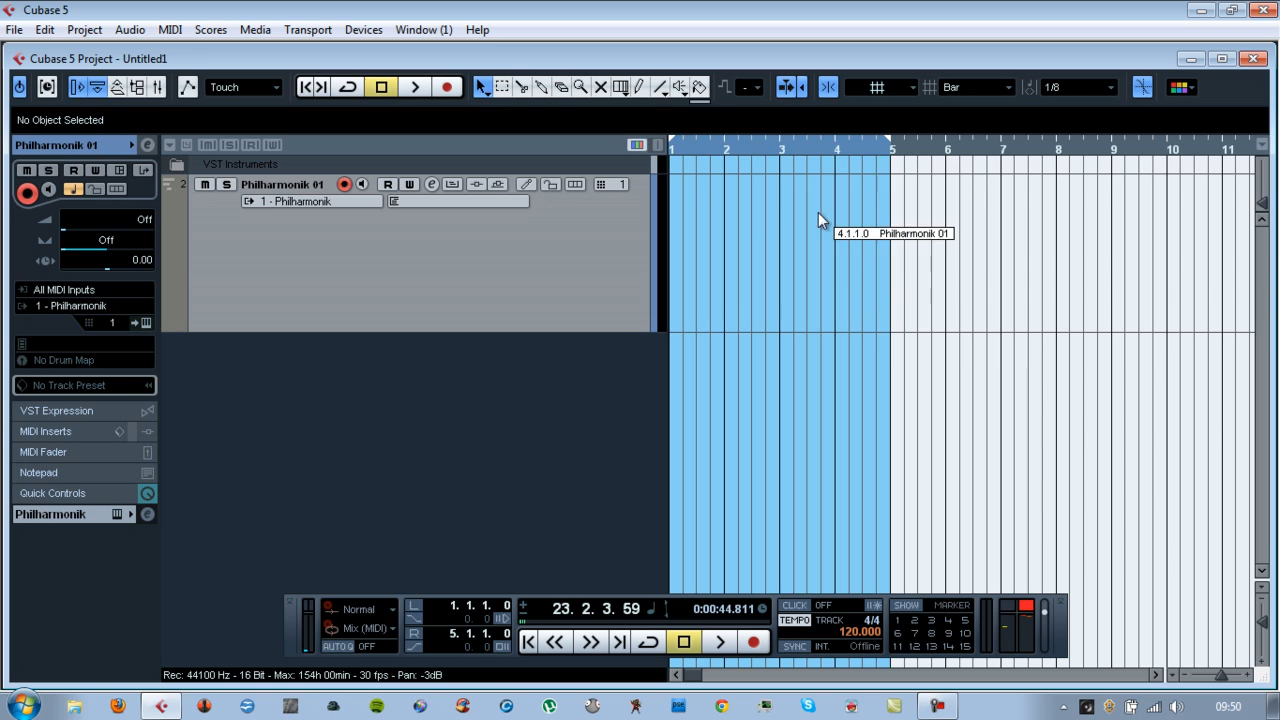 Cubase 5
File Edit Project Audio MIDI Scores Media Transport Devices Window (1) Help
Cubase 5 Project - Untitled1
Touch - Bar 1/8
No Object Selected
Philharmonik 01 e [M] [S] [R] [W] 1 2 3 4 5 6 7 8 9 10 11
VST Instruments
M S R W
2 M S Philharmonik 01 R W e 1
1 - Philharmonik
Off
4.1.1.0 Philharmonik 01
Off
0.00
All MIDI Inputs
1 - Philharmonik
1
No Drum Map
No Track Preset
VST Expression
MIDI Inserts
MIDI Fader
Notepad
Quick Controls
Philharmonik e
Normal L 1. 1. 1. 0 23. 2. 3. 59 0:00:44.811 CLICK OFF SHOW MARKER
0. 0 TEMPO TRACK 4/4 1 2 3 4 5
Mix (MIDI) R 5. 1. 1. 0 120.000 6 7 8 9 10
AUTO Q OFF 0. 0 SYNC INT. Offline 11 12 13 14 15
Rec: 44100 Hz - 16 Bit - Max: 154h 00min - 30 fps - Pan: -3dB
pse 09:50